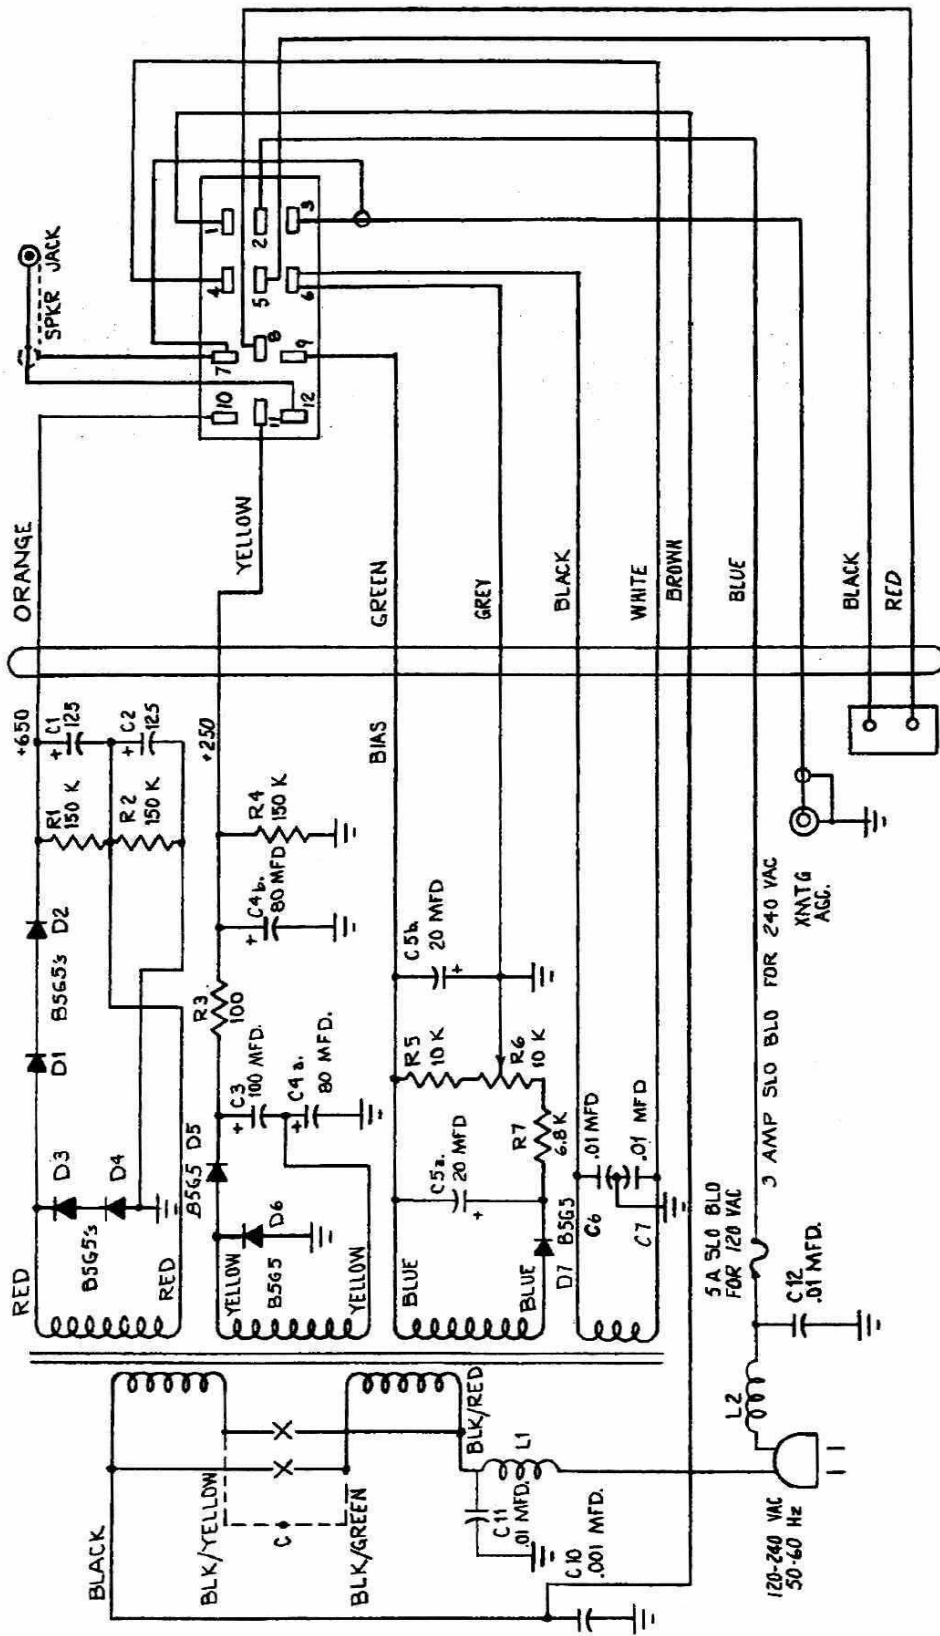 BLACK
BLK/YELLOW
C
BLK/GREEN
BLK/RED
C11
.01 MFD.
L1
C10
.001 MFD.
120-240 VAC
50-60 Hz
L2
C12
.01 MFD.
5 A SLO BLO
FOR 120 VAC
3 AMP SLO BLO FOR 240 VAC
RED
D3
D4
B5G5's
RED
D1
B5G5's
D2
R1
150 K
R2
150 K
+650
+
C1
125
+
C2
125
ORANGE
YELLOW
D6
B5G5
YELLOW
B5G5 D5
+
C3
100 MFD.
+
C4a.
80 MFD.
R3
100
+
C4b.
80 MFD
R4
150 K
+250
YELLOW
BLUE
BLUE
D7
B5G5
C5a.
20 MFD
+
R5
10 K
R6
10 K
R7
6.8K
C5b.
20 MFD
+
BIAS
GREEN
GREY
C6
.01 MFD
C7
.01 MFD
BLACK
WHITE
BROWN
BLUE
XMTG
AGC.
BLACK
RED
SPKR JACK
1
2
3
4
5
6
7
8
9
10
11
12